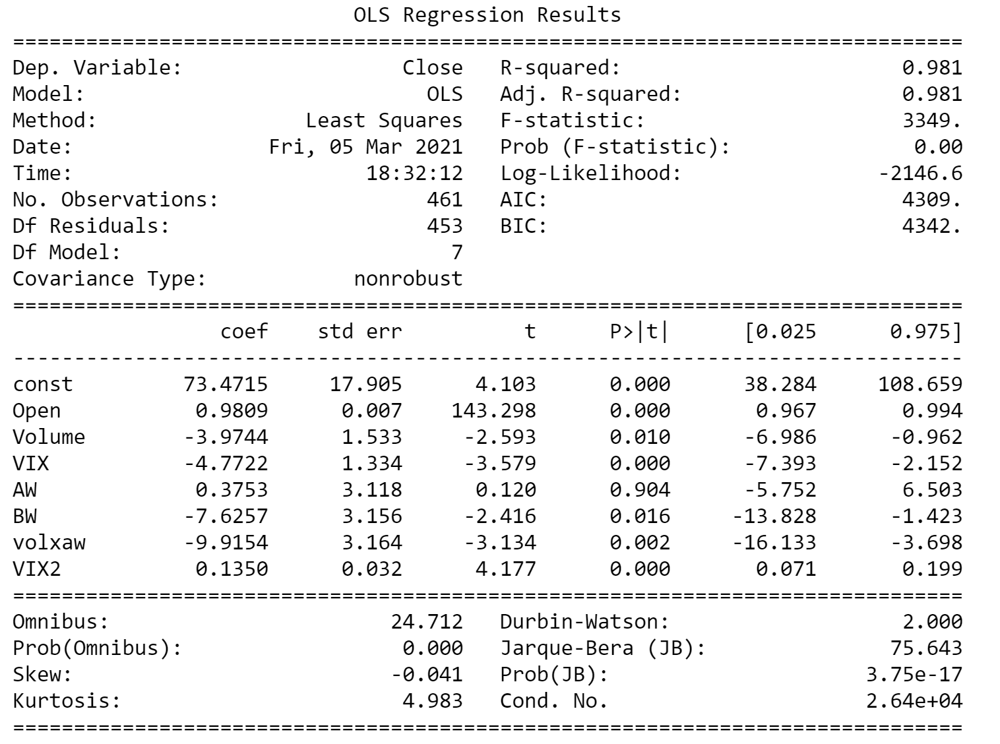 OLS Regression Results
==============================================================================
Dep. Variable:                  Close   R-squared:                       0.981
Model:                            OLS   Adj. R-squared:                  0.981
Method:                 Least Squares   F-statistic:                     3349.
Date:                Fri, 05 Mar 2021   Prob (F-statistic):               0.00
Time:                        18:32:12   Log-Likelihood:                -2146.6
No. Observations:                 461   AIC:                             4309.
Df Residuals:                     453   BIC:                             4342.
Df Model:                           7
Covariance Type:            nonrobust
==============================================================================
                 coef    std err          t      P>|t|      [0.025      0.975]
------------------------------------------------------------------------------
const         73.4715     17.905      4.103      0.000      38.284     108.659
Open           0.9809      0.007    143.298      0.000       0.967       0.994
Volume        -3.9744      1.533     -2.593      0.010      -6.986      -0.962
VIX           -4.7722      1.334     -3.579      0.000      -7.393      -2.152
AW             0.3753      3.118      0.120      0.904      -5.752       6.503
BW            -7.6257      3.156     -2.416      0.016     -13.828      -1.423
volxaw        -9.9154      3.164     -3.134      0.002     -16.133      -3.698
VIX2           0.1350      0.032      4.177      0.000       0.071       0.199
==============================================================================
Omnibus:                       24.712   Durbin-Watson:                   2.000
Prob(Omnibus):                  0.000   Jarque-Bera (JB):               75.643
Skew:                          -0.041   Prob(JB):                     3.75e-17
Kurtosis:                       4.983   Cond. No.                     2.64e+04
==============================================================================